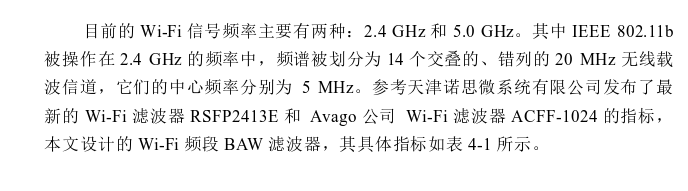 目前的 Wi-Fi 信号频率主要有两种：2.4 GHz 和 5.0 GHz。其中 IEEE 802.11b
被操作在 2.4 GHz 的频率中，频谱被划分为 14 个交叠的、错列的 20 MHz 无线载
波信道，它们的中心频率分别为 5 MHz。参考天津诺思微系统有限公司发布了最
新的 Wi-Fi 滤波器 RSFP2413E 和 Avago 公司 Wi-Fi 滤波器 ACFF-1024 的指标，
本文设计的 Wi-Fi 频段 BAW 滤波器，其具体指标如表 4-1 所示。